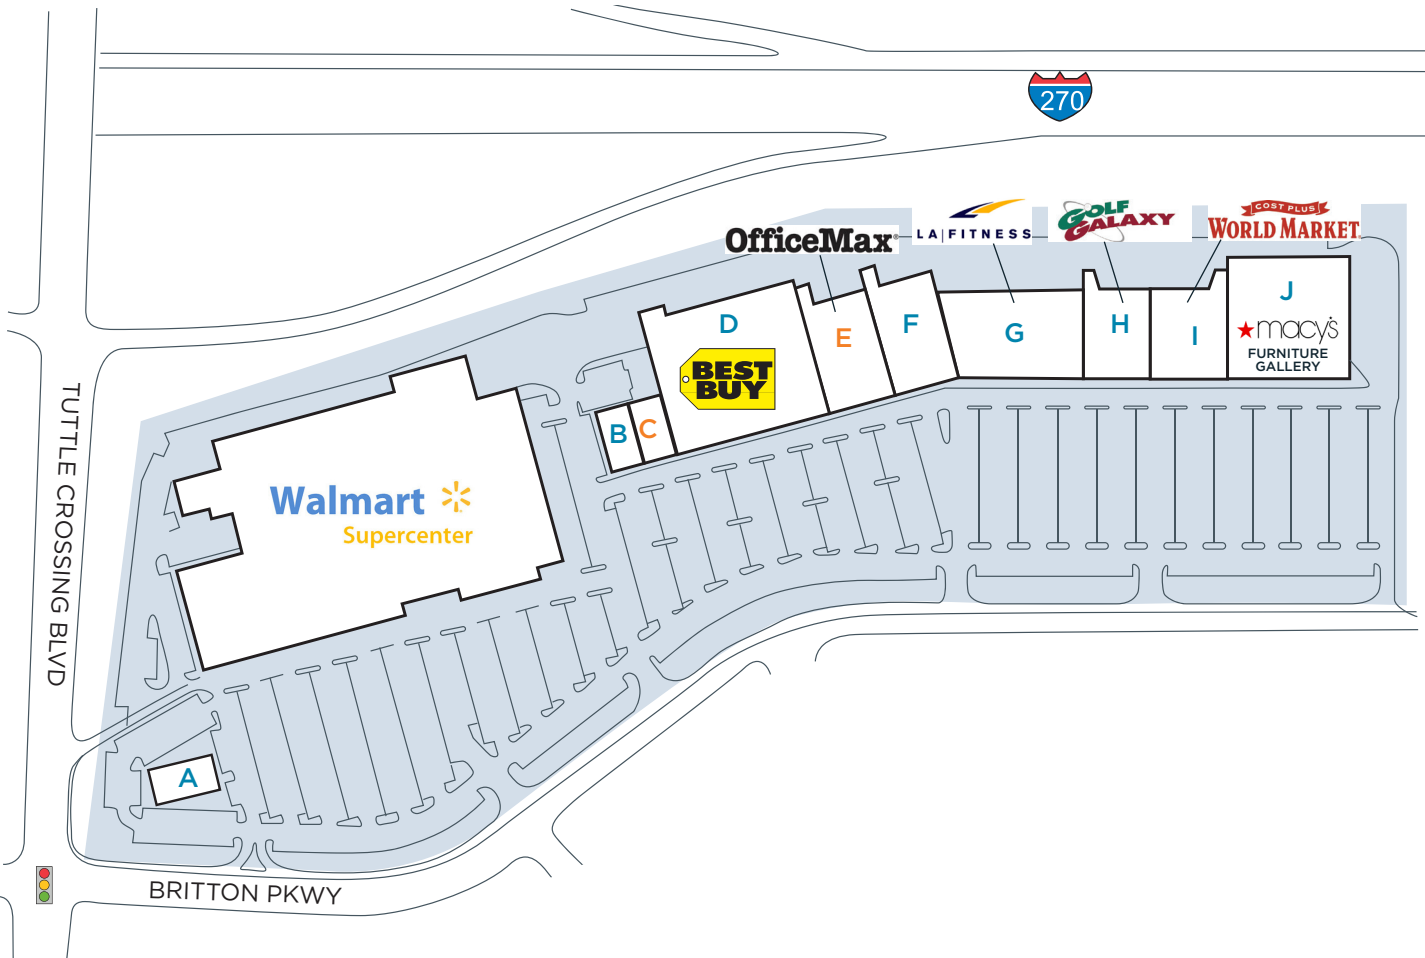 270
COST PLUS
WORLD MARKET
GOLF
GALAXY
LA FITNESS
OfficeMax
J
macy's
FURNITURE
GALLERY
D
E
F
G
H
I
BEST
BUY
B
C
Walmart
Supercenter
TUTTLE CROSSING BLVD
A
BRITTON PKWY